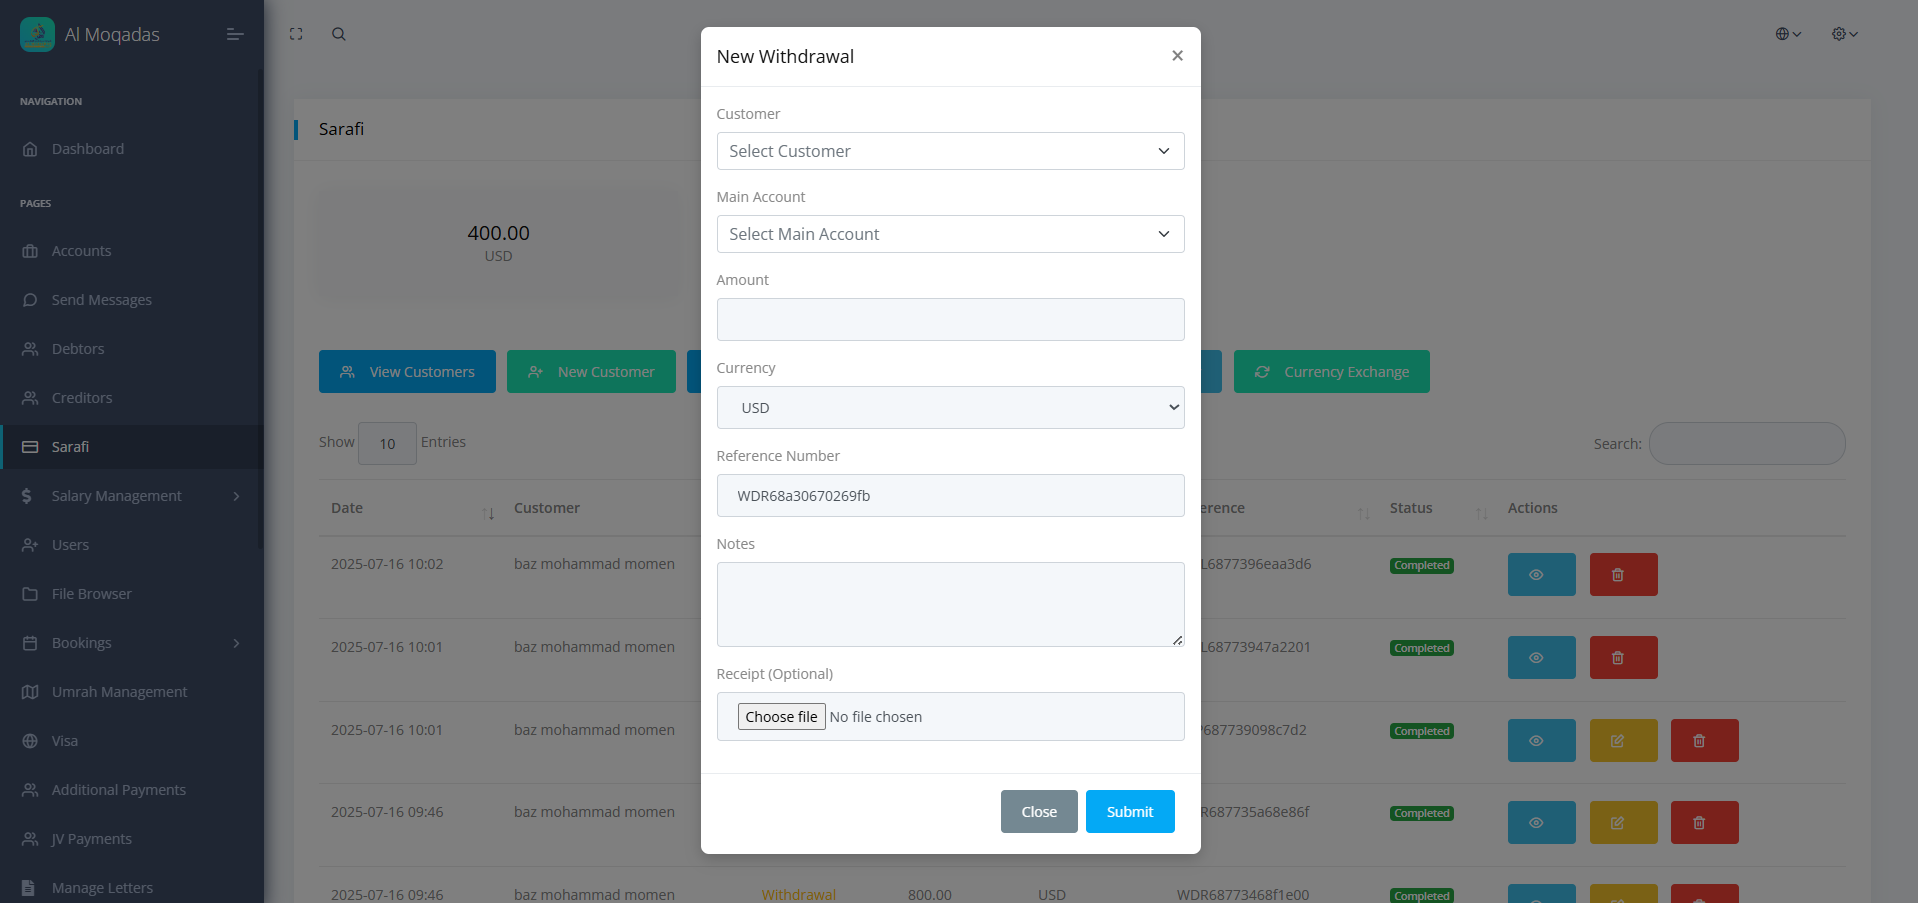 Al Moqadas
NAVIGATION
Dashboard
PAGES
Accounts
Send Messages
Debtors
Creditors
Sarafi
Salary Management
Users
File Browser
Bookings
Umrah Management
Visa
Additional Payments
JV Payments
Manage Letters
Sarafi
400.00
USD
View Customers
New Customer
Currency Exchange
Show 10 Entries
Search:
Date Customer erence Status Actions
2025-07-16 10:02 baz mohammad momen L6877396eaa3d6 Completed
2025-07-16 10:01 baz mohammad momen L68773947a2201 Completed
2025-07-16 10:01 baz mohammad momen 687739098c7d2 Completed
2025-07-16 09:46 baz mohammad momen R687735a68e86f Completed
2025-07-16 09:46 baz mohammad momen Withdrawal 800.00 USD WDR68773468f1e00 Completed
New Withdrawal
×
Customer
Select Customer
Main Account
Select Main Account
Amount
Currency
USD
Reference Number
WDR68a30670269fb
Notes
Receipt (Optional)
Choose file No file chosen
Close Submit